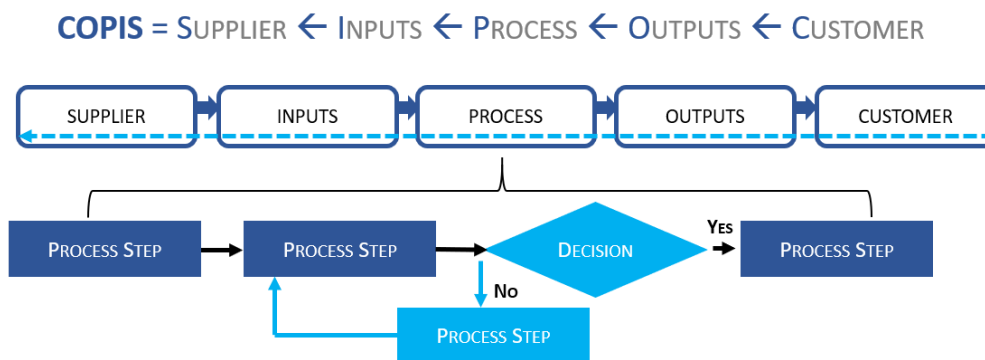 COPIS = SUPPLIER ← INPUTS ← PROCESS ← OUTPUTS ← CUSTOMER
SUPPLIER
INPUTS
PROCESS
OUTPUTS
CUSTOMER
PROCESS STEP
PROCESS STEP
DECISION
YES
PROCESS STEP
NO
PROCESS STEP